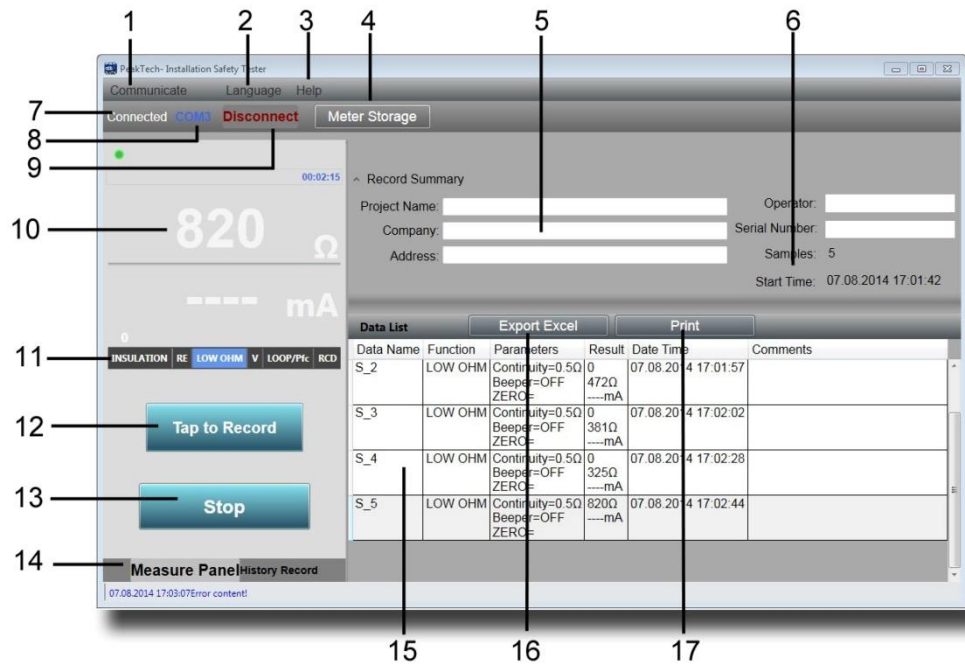 1 2 3 4 5 6
PeakTech- Installation Safety Tester
Communicate Language Help
7 Connected COM3 Disconnect Meter Storage
8
9
00:02:15
Record Summary
Project Name: Operator:
Company: Serial Number:
Address: Samples: 5
Start Time: 07.08.2014 17:01:42
10 820 Ω
---- mA
0
11 INSULATION RE LOW OHM V LOOP/Pfc RCD
12 Tap to Record
13 Stop
14 Measure Panel History Record
07.08.2014 17:03:07Error content!
Data List Export Excel Print
Data Name Function Parameters Result Date Time Comments
S_2 LOW OHM Continuity=0.5Ω 0 07.08.2014 17:01:57
Beeper=OFF 472Ω
ZERO= ----mA
S_3 LOW OHM Continuity=0.5Ω 0 07.08.2014 17:02:02
Beeper=OFF 381Ω
ZERO= ----mA
S_4 LOW OHM Continuity=0.5Ω 0 07.08.2014 17:02:28
Beeper=OFF 325Ω
ZERO= ----mA
S_5 LOW OHM Continuity=0.5Ω 820Ω 07.08.2014 17:02:44
Beeper=OFF ----mA
ZERO=
15 16 17